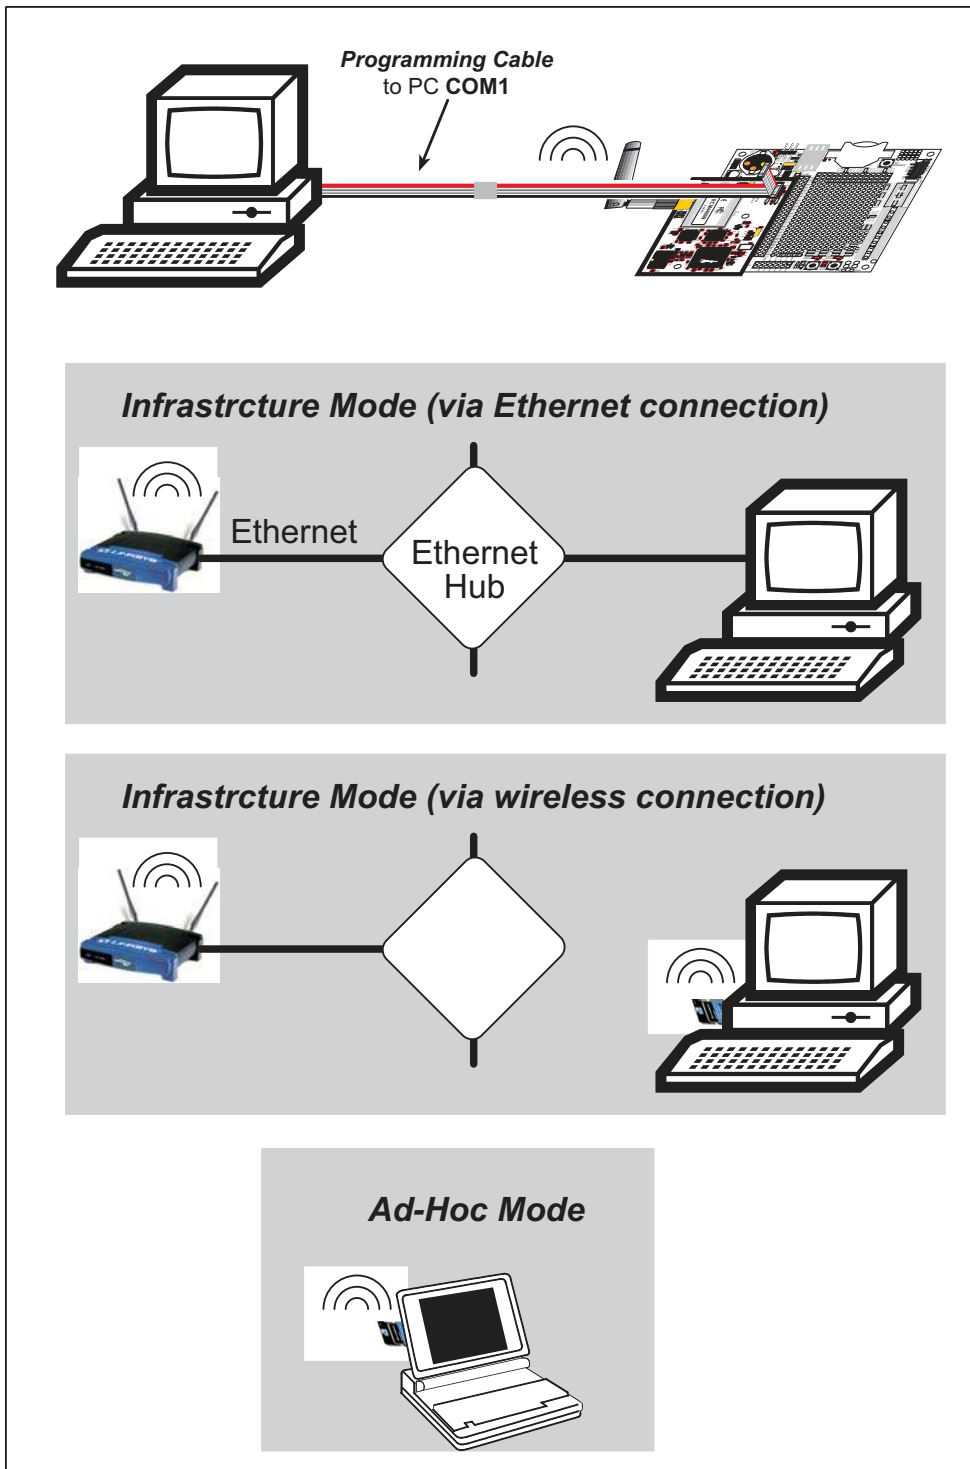 Programming Cable
to PC COM1
Infrastrcture Mode (via Ethernet connection)
Ethernet
Ethernet
Hub
Infrastrcture Mode (via wireless connection)
Ad-Hoc Mode